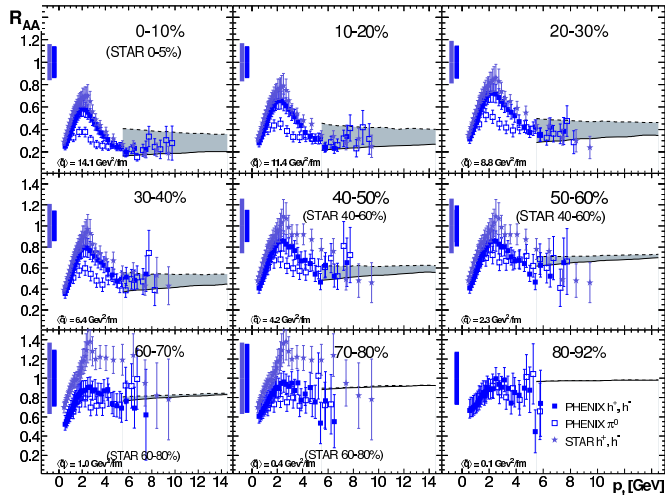 R_AA
0-10%
(STAR 0-5%)
10-20%
20-30%
1.4
1.2
1
0.8
0.6
0.4
0.2
⟨q̂⟩ = 14.1 GeV²/fm
⟨q̂⟩ = 11.4 GeV²/fm
⟨q̂⟩ = 8.8 GeV²/fm
30-40%
40-50%
(STAR 40-60%)
50-60%
(STAR 40-60%)
1.4
1.2
1
0.8
0.6
0.4
0.2
⟨q̂⟩ = 6.4 GeV²/fm
⟨q̂⟩ = 4.2 GeV²/fm
⟨q̂⟩ = 2.3 GeV²/fm
60-70%
70-80%
80-92%
1.4
1.2
1
0.8
0.6
0.4
0.2
0
PHENIX h⁺, h⁻
PHENIX π⁰
STAR h⁺, h⁻
(STAR 60-80%)
(STAR 60-80%)
⟨q̂⟩ = 1.0 GeV²/fm
⟨q̂⟩ = 0.4 GeV²/fm
⟨q̂⟩ = 0.1 GeV²/fm
0 2 4 6 8 10 12 14 0 2 4 6 8 10 12 14 0 2 4 6 8 10 12 14
p_t [GeV]